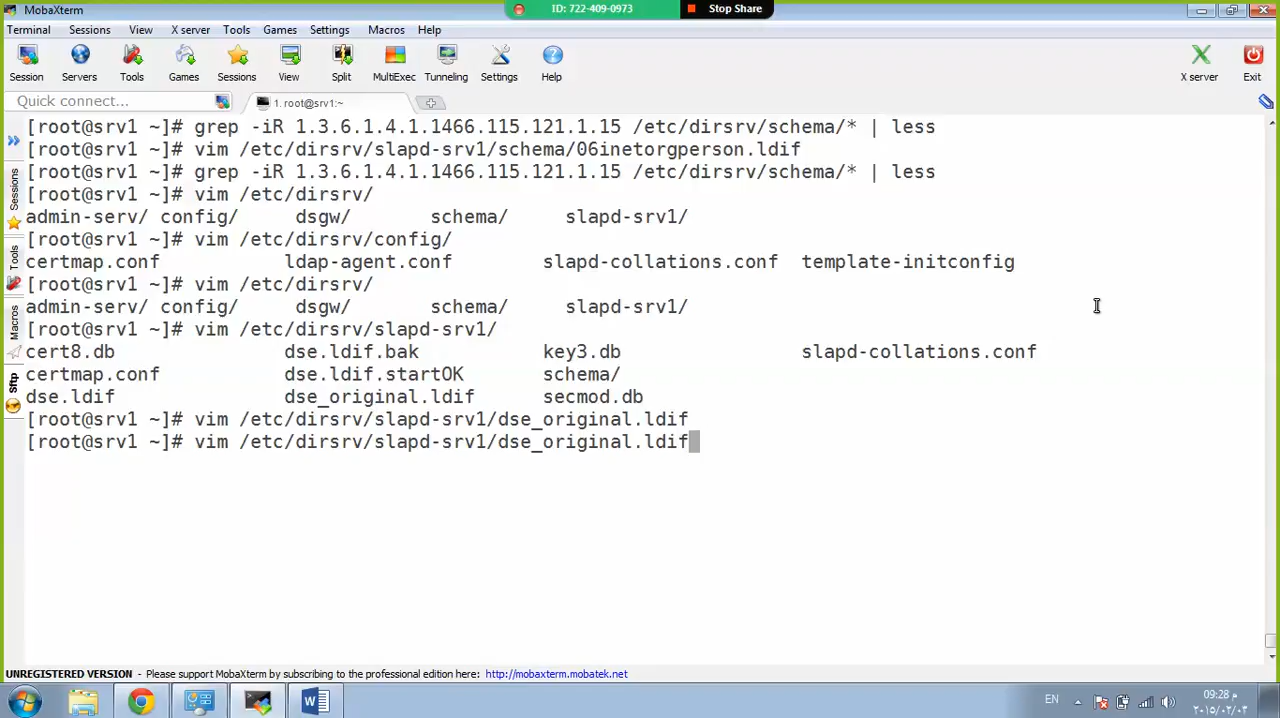 MobaXterm
ID: 722-409-0973
Stop Share
Terminal Sessions View X server Tools Games Settings Macros Help
Session Servers Tools Games Sessions View Split MultiExec Tunneling Settings Help X server Exit
Quick connect...
1. root@srv1:~
[root@srv1 ~]# grep -iR 1.3.6.1.4.1.1466.115.121.1.15 /etc/dirsrv/schema/* | less
[root@srv1 ~]# vim /etc/dirsrv/slapd-srv1/schema/06inetorgperson.ldif
[root@srv1 ~]# grep -iR 1.3.6.1.4.1.1466.115.121.1.15 /etc/dirsrv/schema/* | less
[root@srv1 ~]# vim /etc/dirsrv/
admin-serv/ config/ dsgw/ schema/ slapd-srv1/
[root@srv1 ~]# vim /etc/dirsrv/config/
certmap.conf ldap-agent.conf slapd-collations.conf template-initconfig
[root@srv1 ~]# vim /etc/dirsrv/
admin-serv/ config/ dsgw/ schema/ slapd-srv1/
[root@srv1 ~]# vim /etc/dirsrv/slapd-srv1/
cert8.db dse.ldif.bak key3.db slapd-collations.conf
certmap.conf dse.ldif.startOK schema/
dse.ldif dse_original.ldif secmod.db
[root@srv1 ~]# vim /etc/dirsrv/slapd-srv1/dse_original.ldif
[root@srv1 ~]# vim /etc/dirsrv/slapd-srv1/dse_original.ldif
Sessions
Tools
Macros
Sftp
UNREGISTERED VERSION - Please support MobaXterm by subscribing to the professional edition here: http://mobaxterm.mobatek.net
EN
09:28 م
٢٠١٥/٠٢/٠٣